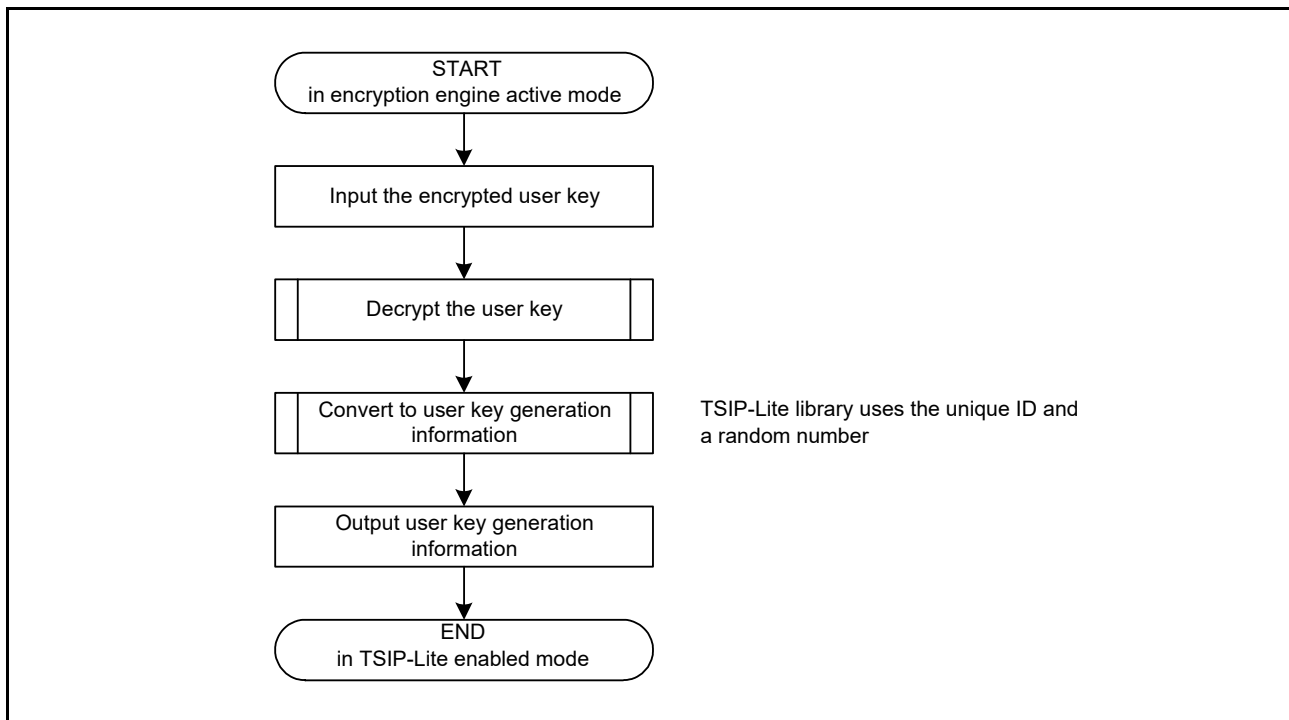 START
in encryption engine active mode
Input the encrypted user key
Decrypt the user key
Convert to user key generation
information
TSIP-Lite library uses the unique ID and
a random number
Output user key generation
information
END
in TSIP-Lite enabled mode